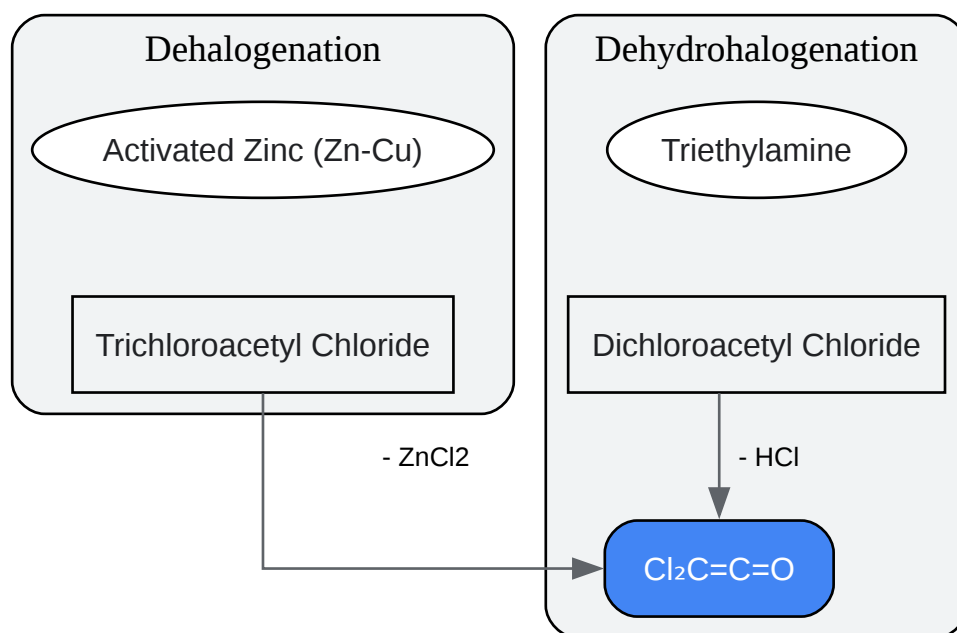 Dehalogenation
Activated Zinc (Zn-Cu)
Trichloroacetyl Chloride
- ZnCl2
Dehydrohalogenation
Triethylamine
Dichloroacetyl Chloride
- HCl
Cl₂C=C=O